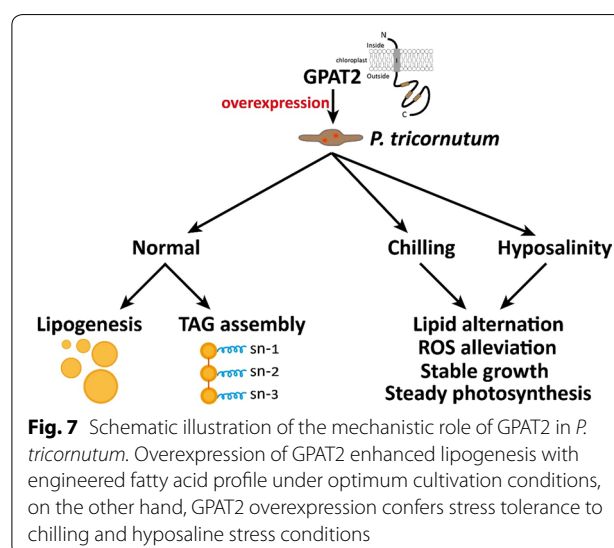 N
Inside
chloroplast
I
Outside
C
GPAT2
overexpression
P. tricornutum
Normal
Chilling
Hyposalinity
Lipogenesis
TAG assembly
sn-1
sn-2
sn-3
Lipid alternation
ROS alleviation
Stable growth
Steady photosynthesis
Fig. 7 Schematic illustration of the mechanistic role of GPAT2 in P.
tricornutum. Overexpression of GPAT2 enhanced lipogenesis with
engineered fatty acid profile under optimum cultivation conditions,
on the other hand, GPAT2 overexpression confers stress tolerance to
chilling and hyposaline stress conditions